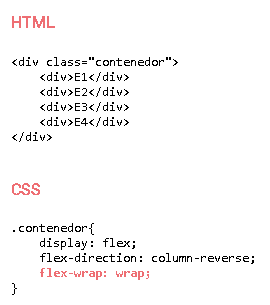 HTML
<div class="contenedor">
    <div>E1</div>
    <div>E2</div>
    <div>E3</div>
    <div>E4</div>
</div>
CSS
.contenedor{
    display: flex;
    flex-direction: column-reverse;
    flex-wrap: wrap;
}